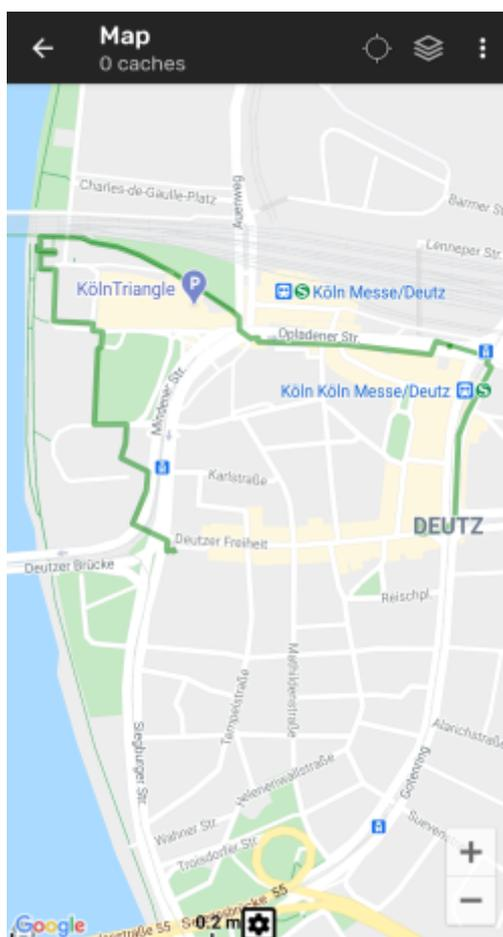 Map
0 caches
Charles-de-Gaulle-Platz
Auenweg
Barmer St
Lenneper Str.
KölnTriangle
P
S Köln Messe/Deutz
Opladener Str.
Köln Köln Messe/Deutz S
Mindener Str.
Karlstraße
DEUTZ
Deutzer Freiheit
Deutzer Brücke
Reischpl.
Mathildenstraße
Tempelstraße
Siegburger Str.
Alarichstraße
Gotenring
Helenenwallstraße
Suevenst
Wahner Str.
Troisdorfer Str.
+
−
Google
0.2 m